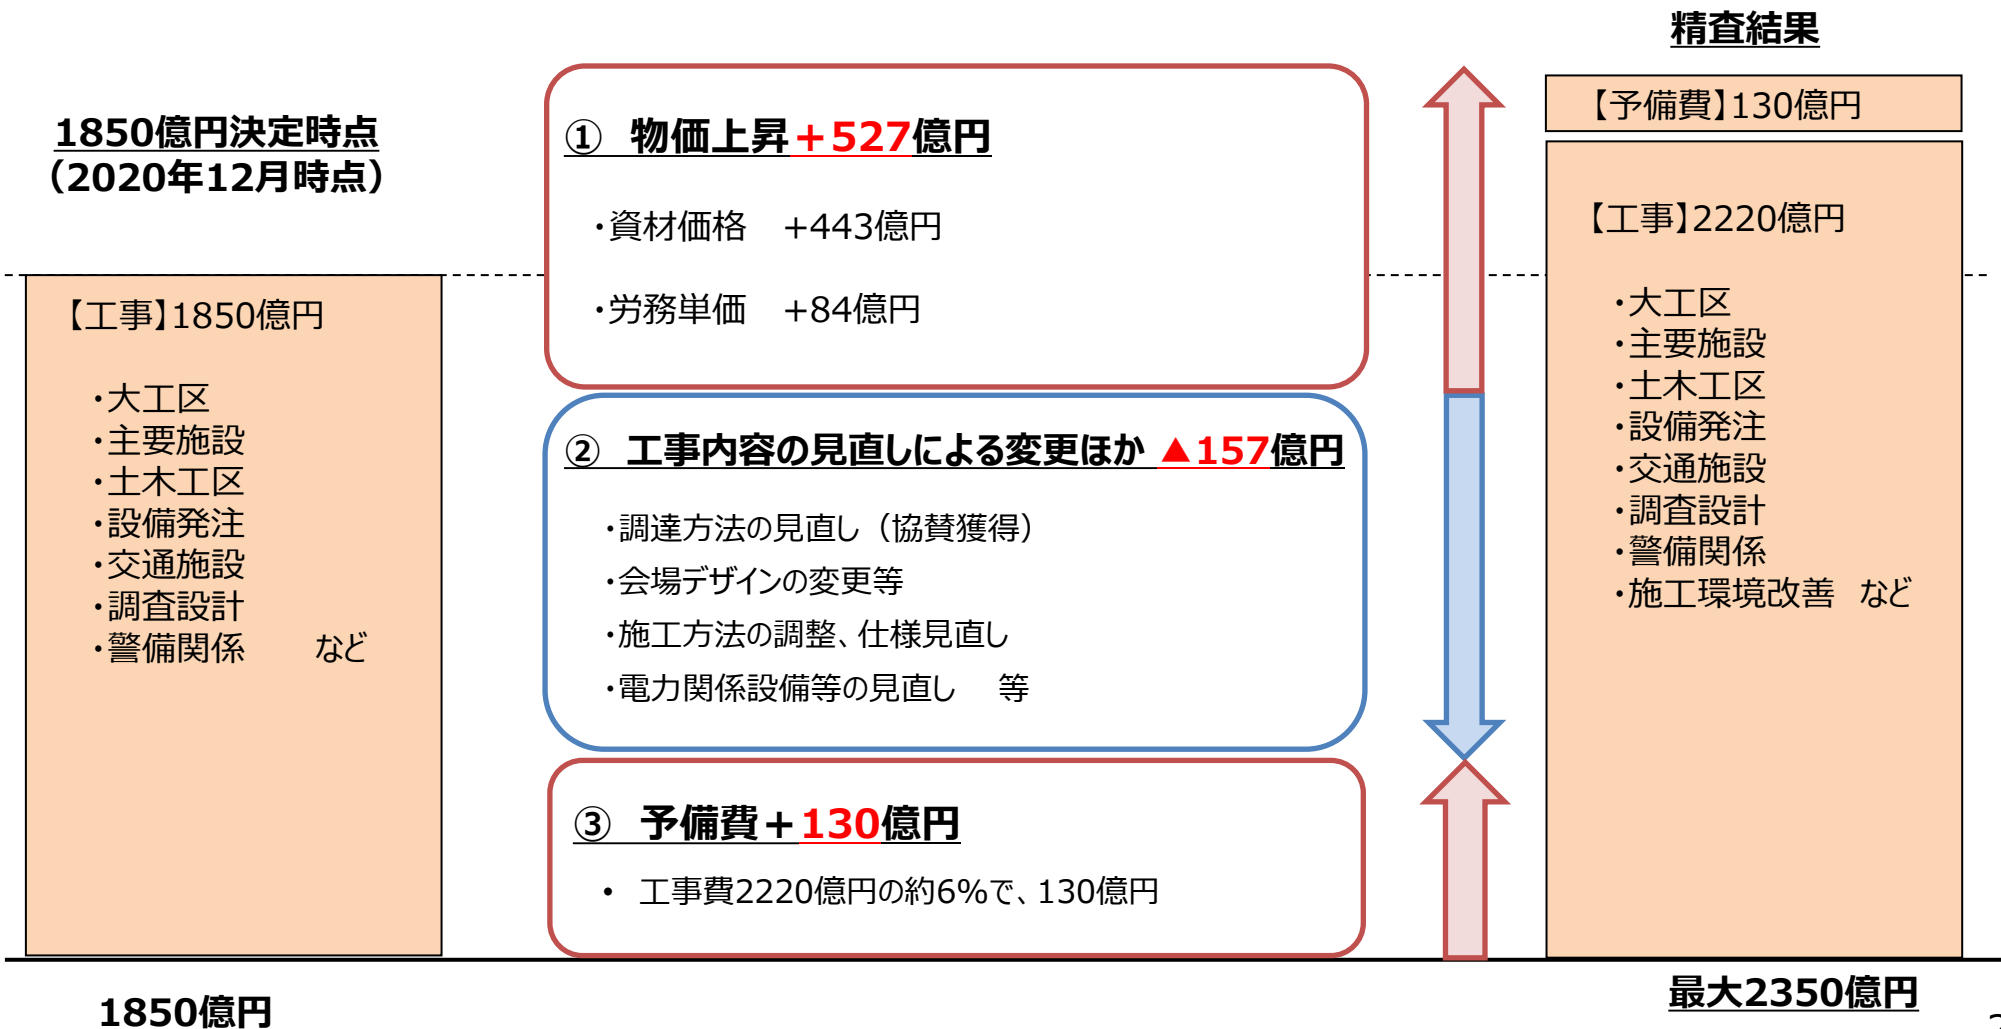 1850億円決定時点
（2020年12月時点）
【工事】1850億円
・大工区
・主要施設
・土木工区
・設備発注
・交通施設
・調査設計
・警備関係　　など
1850億円
①　物価上昇＋527億円
・資材価格　+443億円
・労務単価　+84億円
②　工事内容の見直しによる変更ほか ▲157億円
・調達方法の見直し（協賛獲得）
・会場デザインの変更等
・施工方法の調整、仕様見直し
・電力関係設備等の見直し　等
③　予備費＋130億円
• 工事費2220億円の約6%で、130億円
精査結果
【予備費】130億円
【工事】2220億円
・大工区
・主要施設
・土木工区
・設備発注
・交通施設
・調査設計
・警備関係
・施工環境改善　など
最大2350億円